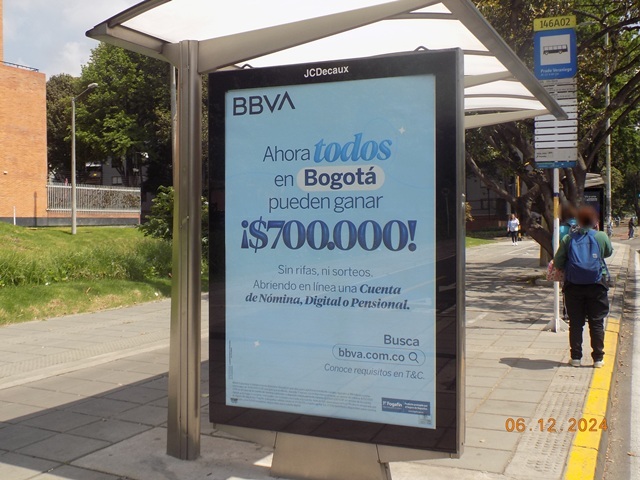 JCDecaux
BBVA
Ahora todos
en Bogotá
pueden ganar
¡$700.000!
Sin rifas, ni sorteos.
Abriendo en línea una Cuenta
de Nómina, Digital o Pensional.
Busca
bbva.com.co
Conoce requisitos en T&C.
146A02
06.12.2024